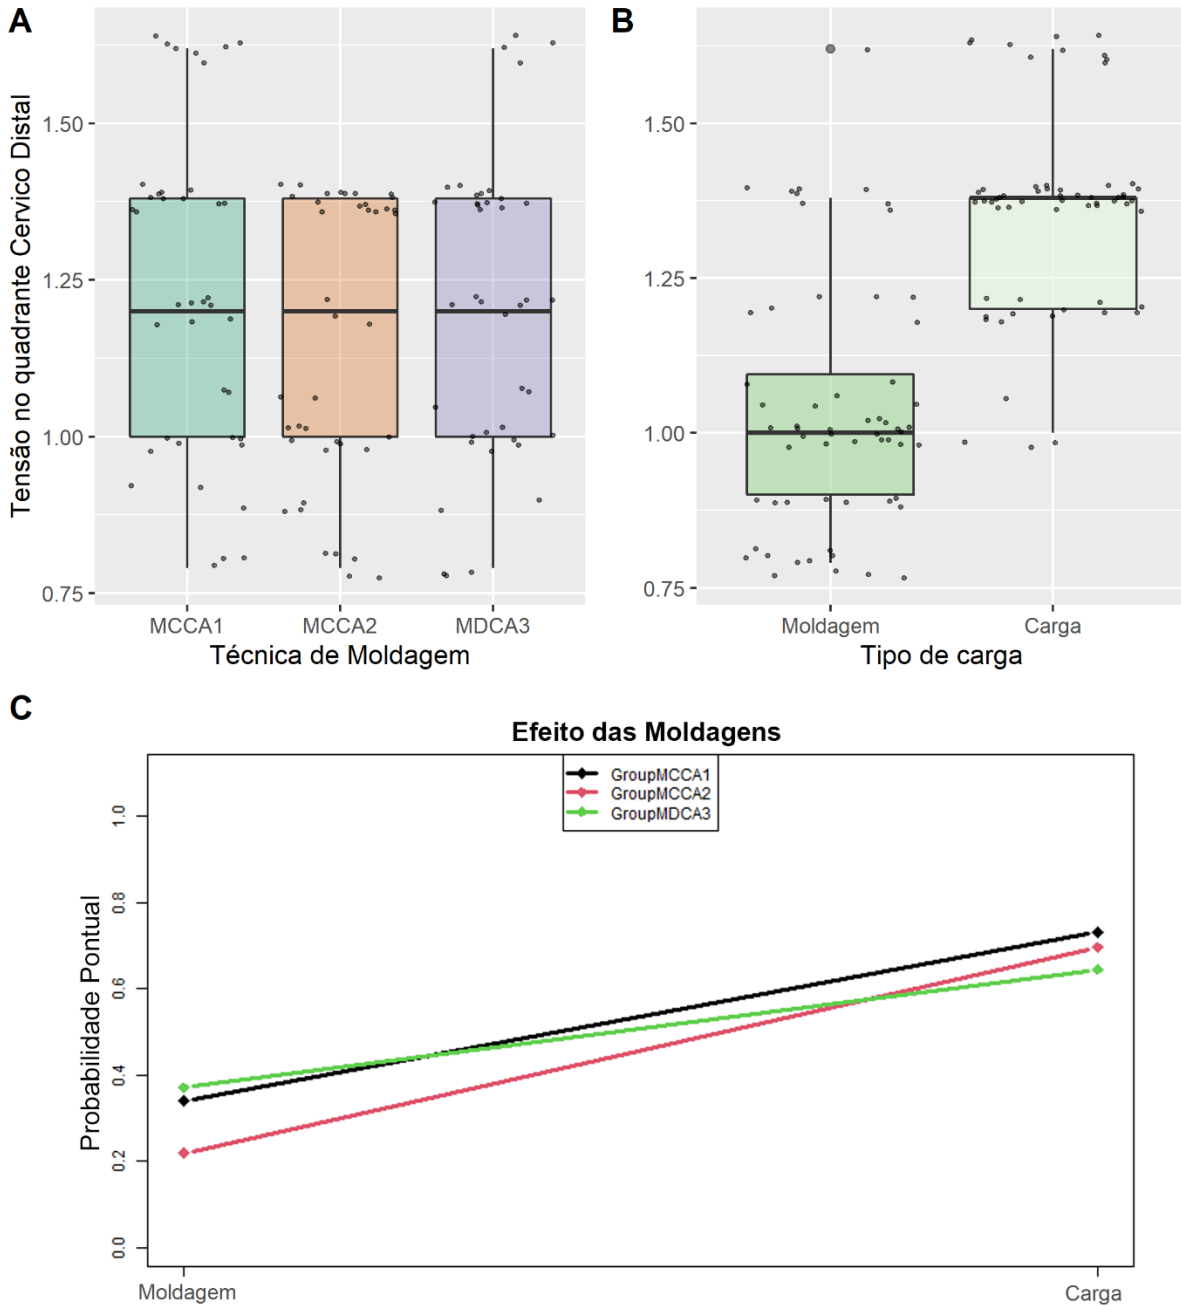 A
Tensão no quadrante Cervico Distal
1.50
1.25
1.00
0.75
MCCA1 MCCA2 MDCA3
Técnica de Moldagem
B
1.50
1.25
1.00
0.75
Moldagem Carga
Tipo de carga
C
Efeito das Moldagens
GroupMCCA1
GroupMCCA2
GroupMDCA3
Probabilidade Pontual
1.0
0.8
0.6
0.4
0.2
0.0
Moldagem Carga